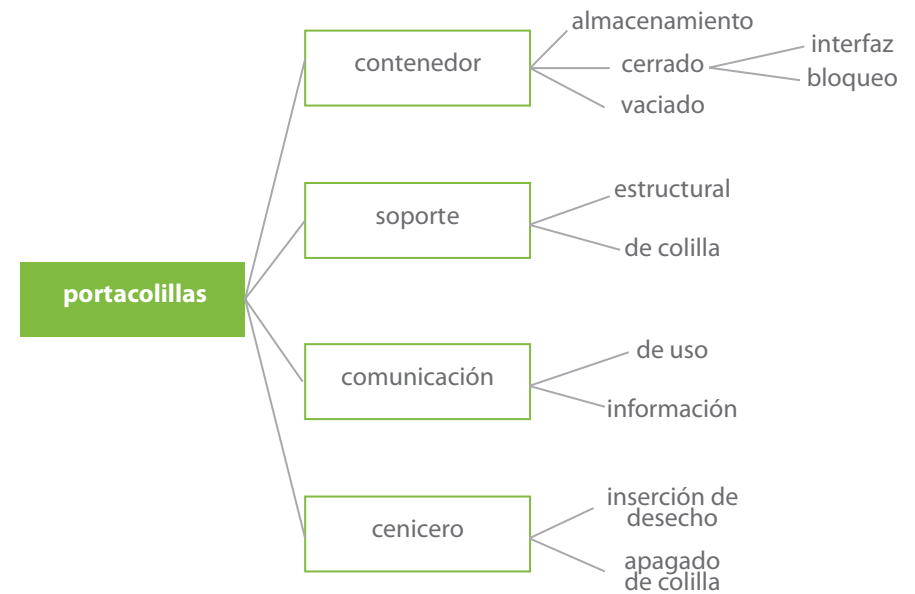 portacolillas
contenedor
almacenamiento
cerrado
interfaz
bloqueo
vaciado
soporte
estructural
de colilla
comunicación
de uso
información
cenicero
inserción de
desecho
apagado
de colilla